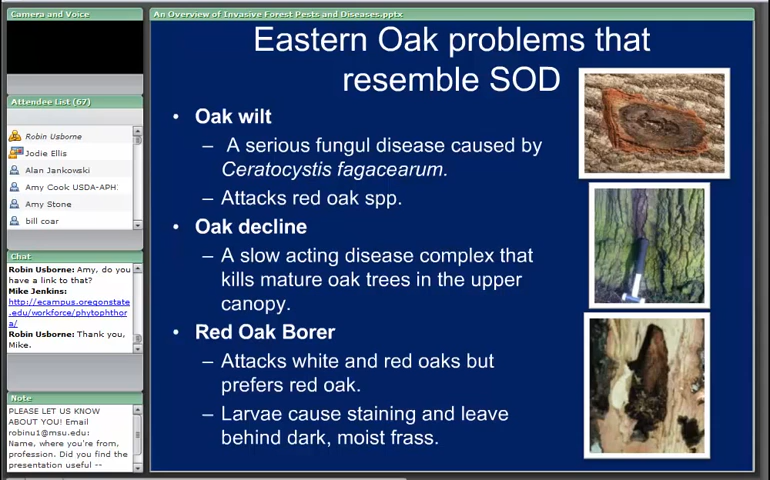 Camera and Voice
Attendee List (67)
Robin Usborne
Jodie Ellis
Alan Jankowski
Amy Cook USDA-APH
Amy Stone
bill coar
Chat
Robin Usborne: Amy, do you
have a link to that?
Mike Jenkins:
http://ecampus.oregonstate
.edu/workforce/phytophthor
a/
Robin Usborne: Thank you,
Mike.
Note
PLEASE LET US KNOW
ABOUT YOU! Email
robinu1@msu.edu:
Name, where you're from,
profession. Did you find the
presentation useful --
An Overview of Invasive Forest Pests and Diseases.pptx
Eastern Oak problems that
resemble SOD
• Oak wilt
– A serious fungul disease caused by
Ceratocystis fagacearum.
– Attacks red oak spp.
• Oak decline
– A slow acting disease complex that
kills mature oak trees in the upper
canopy.
• Red Oak Borer
– Attacks white and red oaks but
prefers red oak.
– Larvae cause staining and leave
behind dark, moist frass.